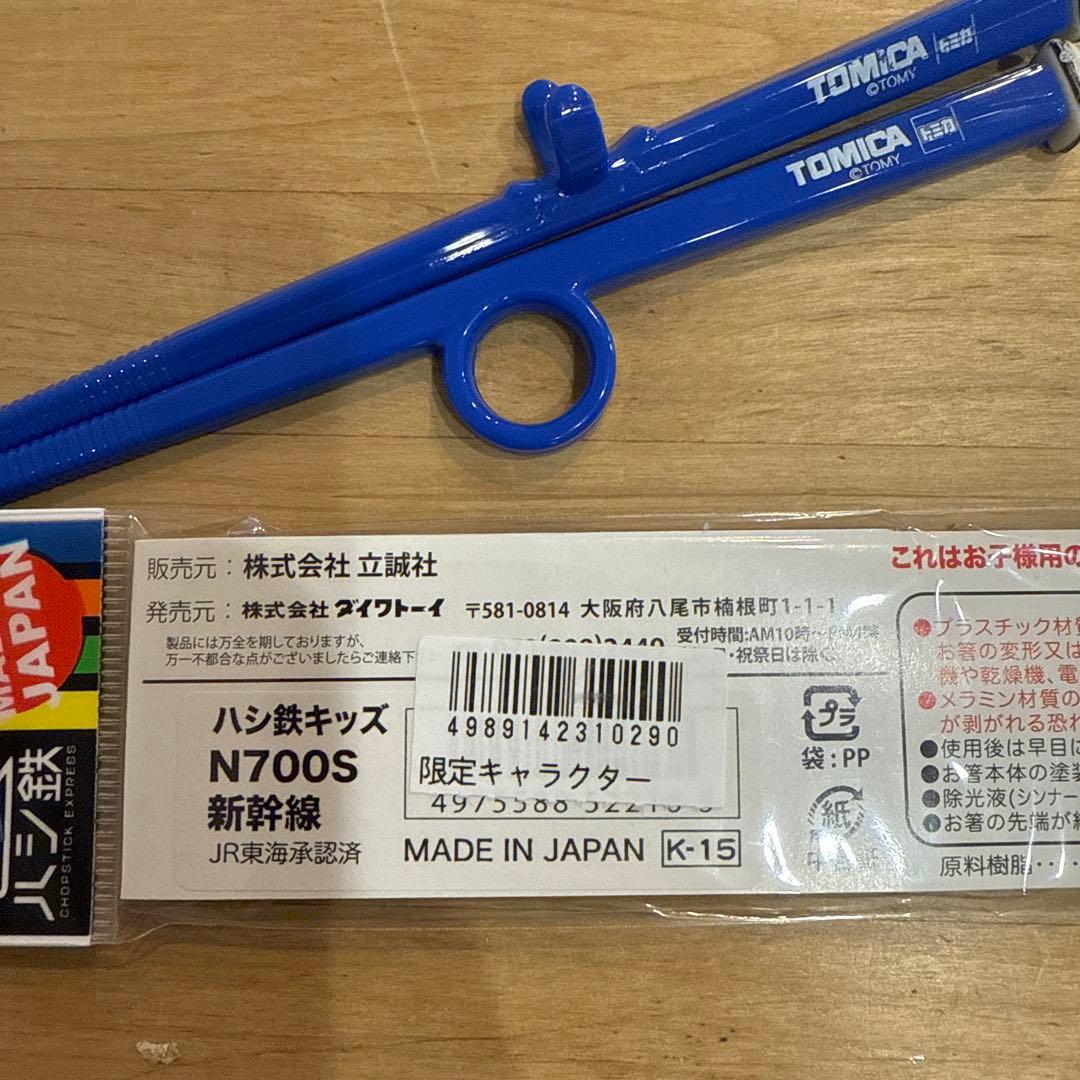 TOMICA トミカ
©TOMY
TOMICA トミカ
©TOMY
販売元：株式会社 立誠社
発売元：株式会社 ダイワトーイ 〒581-0814 大阪府八尾市楠根町1-1-1
製品には万全を期しておりますが、
万一不都合な点がございましたらご連絡下
受付時間:AM10時～
・祝祭日は除く
これはお子様用の
プラスチック材質
お箸の変形又は
機や乾燥機、電
メラミン材質の
が剥がれる恐れ
●使用後は早目に
●お箸本体の塗装
●除光液(シンナー
●お箸の先端が細
原料樹脂・・・・
4989142310290
限定キャラクター
ハシ鉄キッズ
N700S
新幹線
JR東海承認済
MADE IN JAPAN K-15
プラ
袋：PP
紙
JAPAN
ハシ鉄
CHOPSTICK EXPRESS